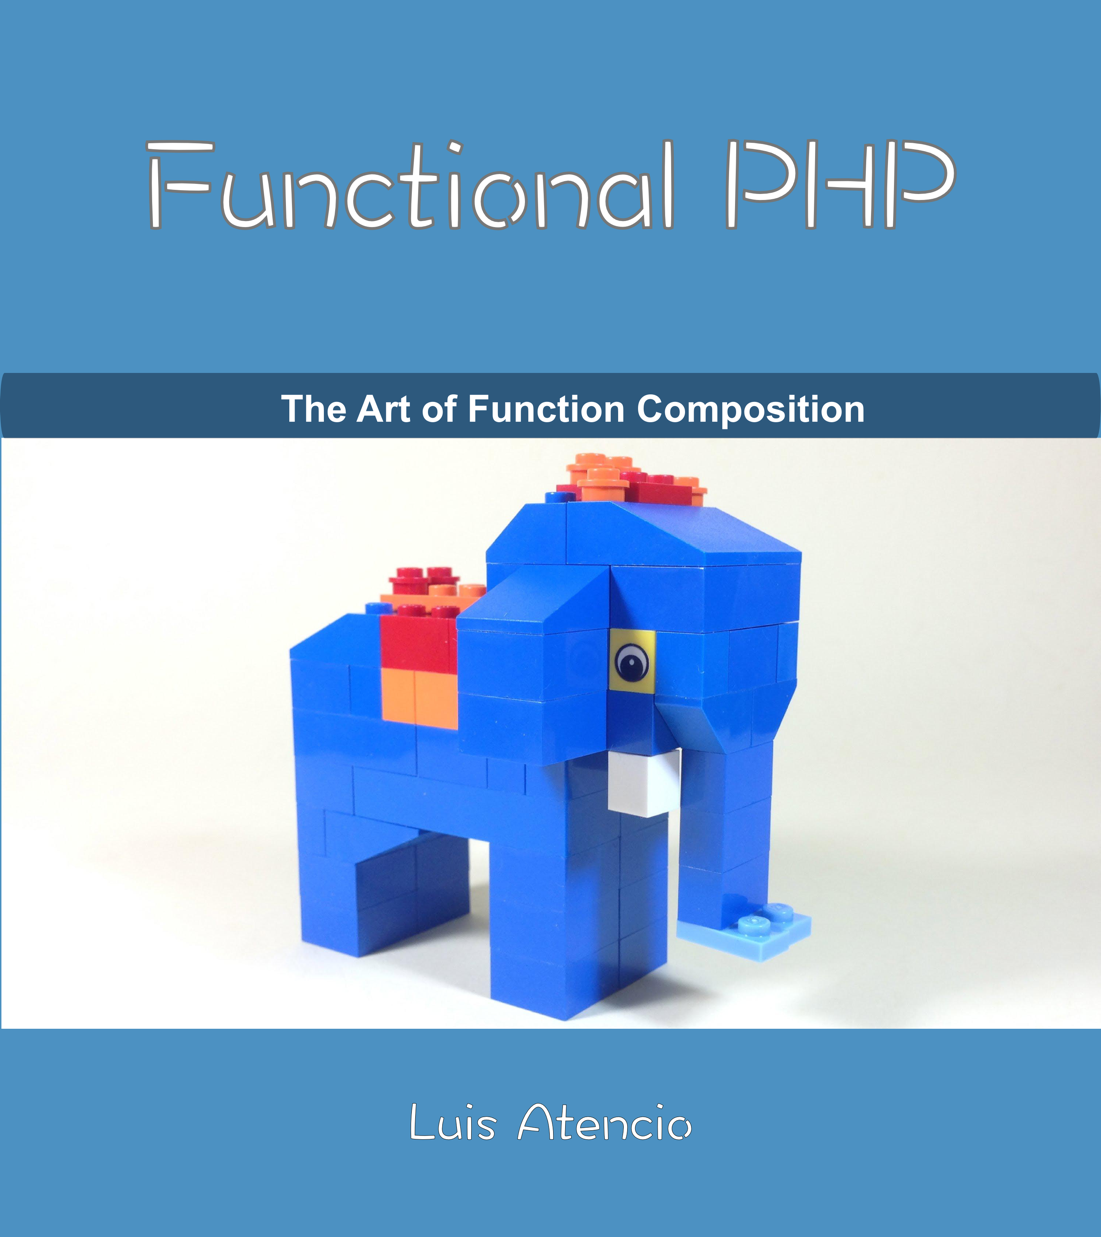 Functional PHP
The Art of Function Composition
Luis Atencio